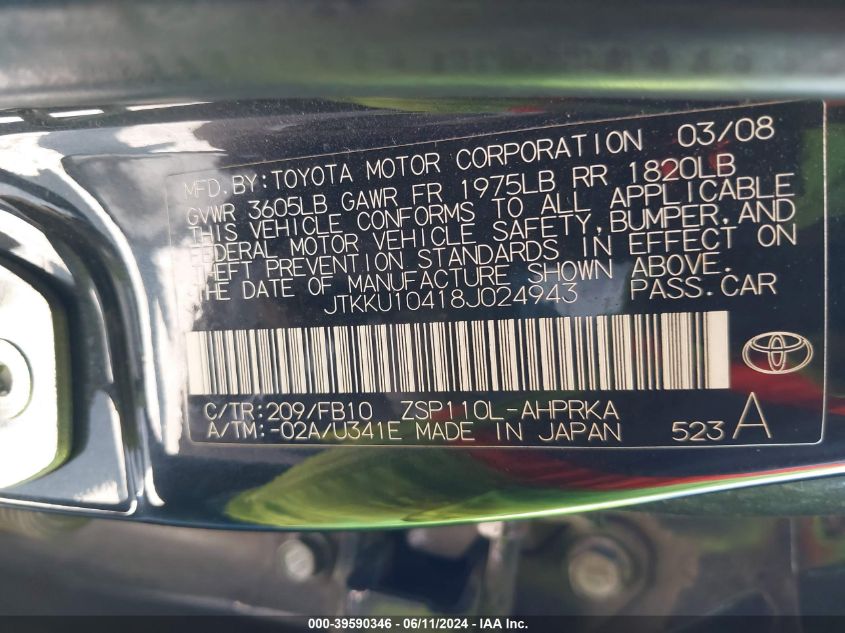 MFD.BY:TOYOTA MOTOR CORPORATION 03/08
GVWR 3605LB GAWR FR 1975LB RR 1820LB
THIS VEHICLE CONFORMS TO ALL APPLICABLE
FEDERAL MOTOR VEHICLE SAFETY,BUMPER,AND
THEFT PREVENTION STANDARDS IN EFFECT ON
THE DATE OF MANUFACTURE SHOWN ABOVE.
JTKKU10418J024943 PASS.CAR
C/TR:209/FB10 ZSP110L-AHPRKA
A/TM:-02A/U341E MADE IN JAPAN 523 A
000-39590346 - 06/11/2024 - IAA Inc.